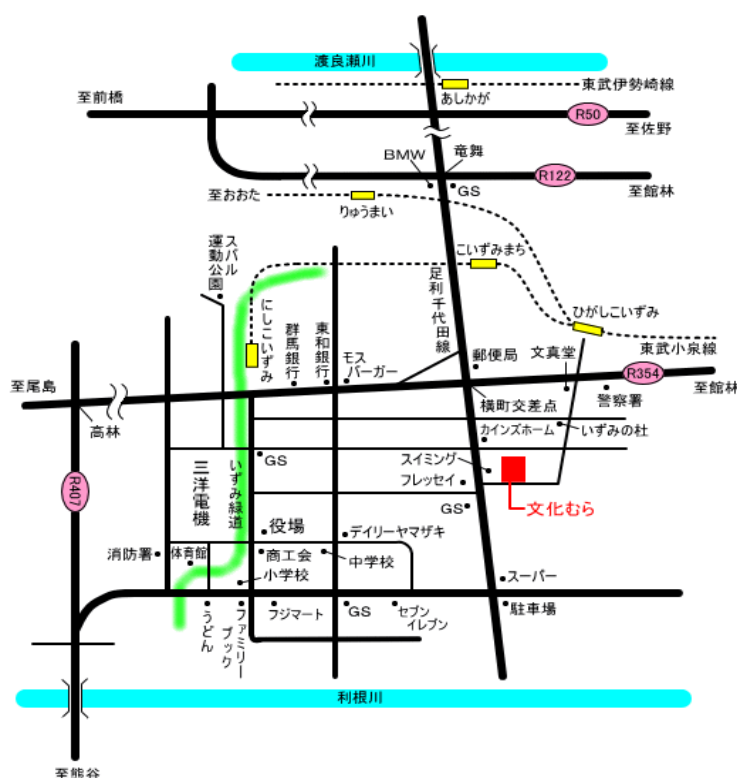 渡良瀬川
東武伊勢崎線
あしかが
至前橋
R50
至佐野
BMW
竜舞
R122
至館林
GS
至おおた
りゅうまい
スバル
運動公園
こいずみまち
足利千代田線
にしこいずみ
ひがしこいずみ
群馬銀行
東和銀行
モス
バーガー
郵便局
文真堂
東武小泉線
R354
至尾島
至館林
高林
横町交差点
警察署
カインズホーム
いずみの杜
三洋電機
いずみ緑道
GS
スイミング
フレッセイ
R407
GS
文化むら
役場
デイリーヤマザキ
消防署
体育館
商工会
中学校
小学校
スーパー
うどん
ファミリー
ブック
フジマート
GS
セブン
イレブン
駐車場
利根川
至熊谷